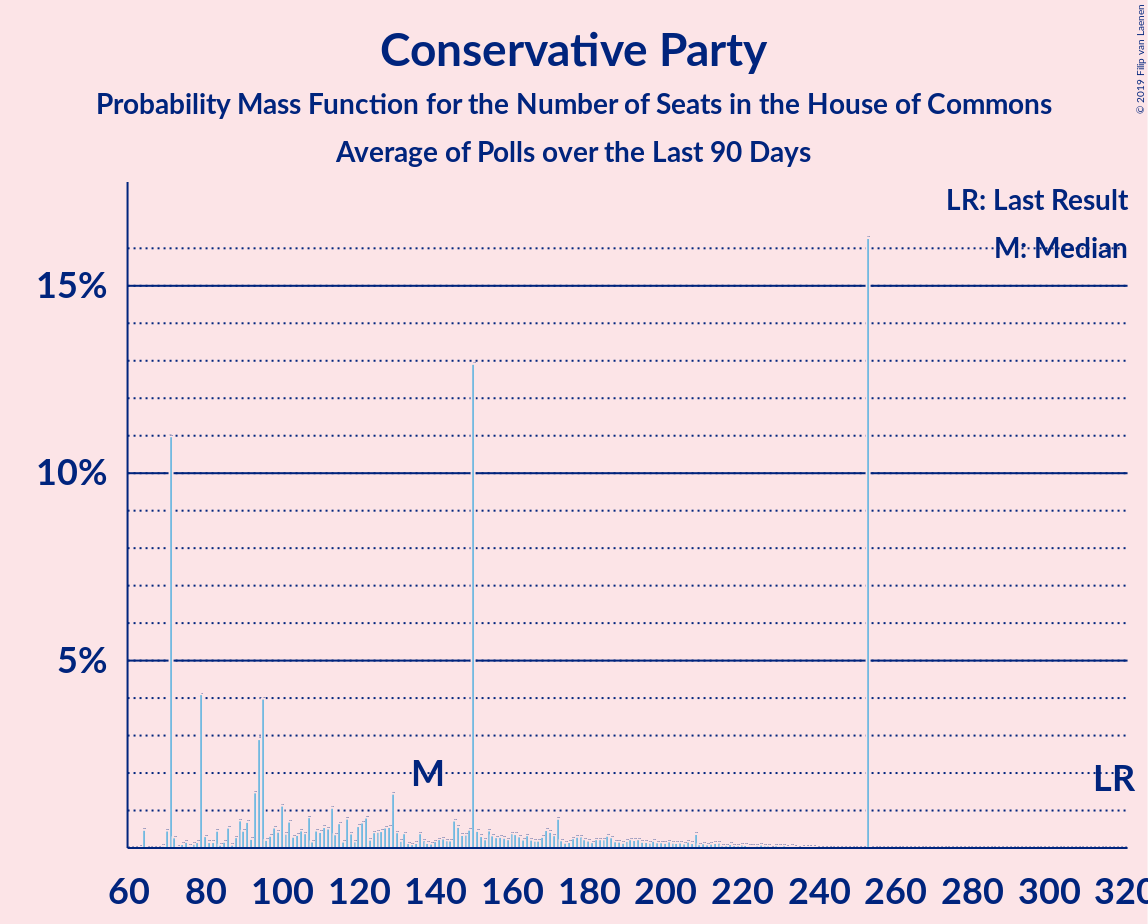 Conservative Party
Probability Mass Function for the Number of Seats in the House of Commons
Average of Polls over the Last 90 Days
© 2019 Filip van Laenen
LR: Last Result
M: Median
15%
10%
5%
M
LR
60 80 100 120 140 160 180 200 220 240 260 280 300 320